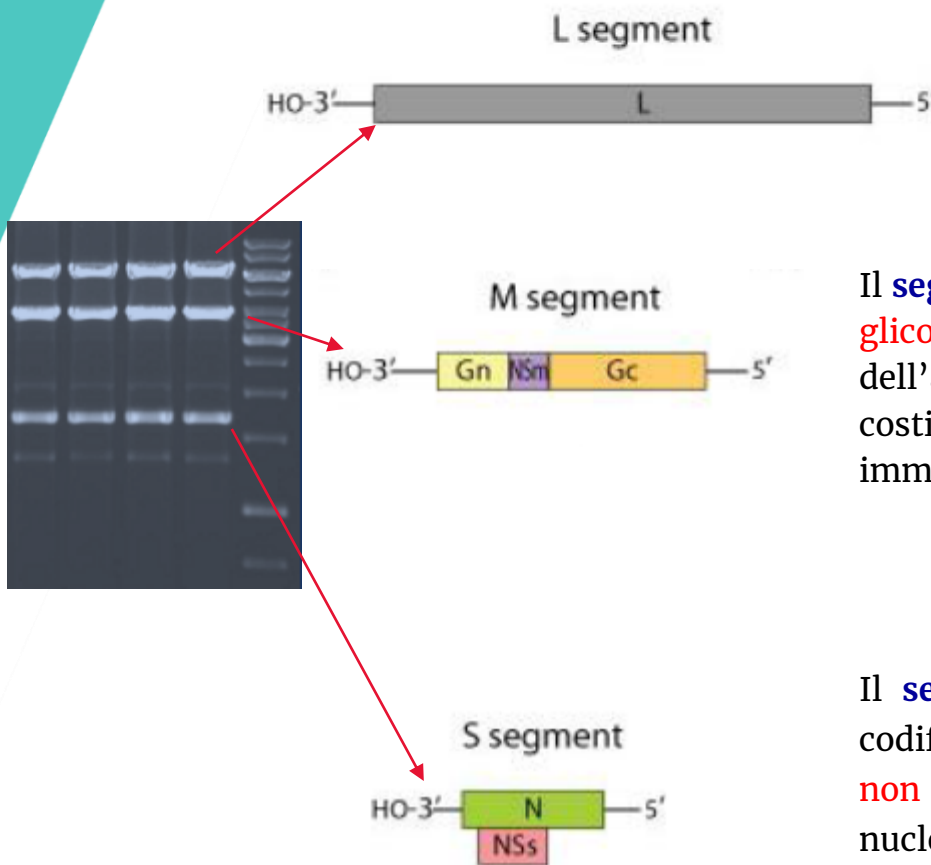 L segment
HO-3′ L 5
M segment
HO-3′ Gn NSm Gc 5′
Il seg
glico
dell’
costi
imm
S segment
HO-3′ N 5′
NSs
Il se
codif
non
nucl